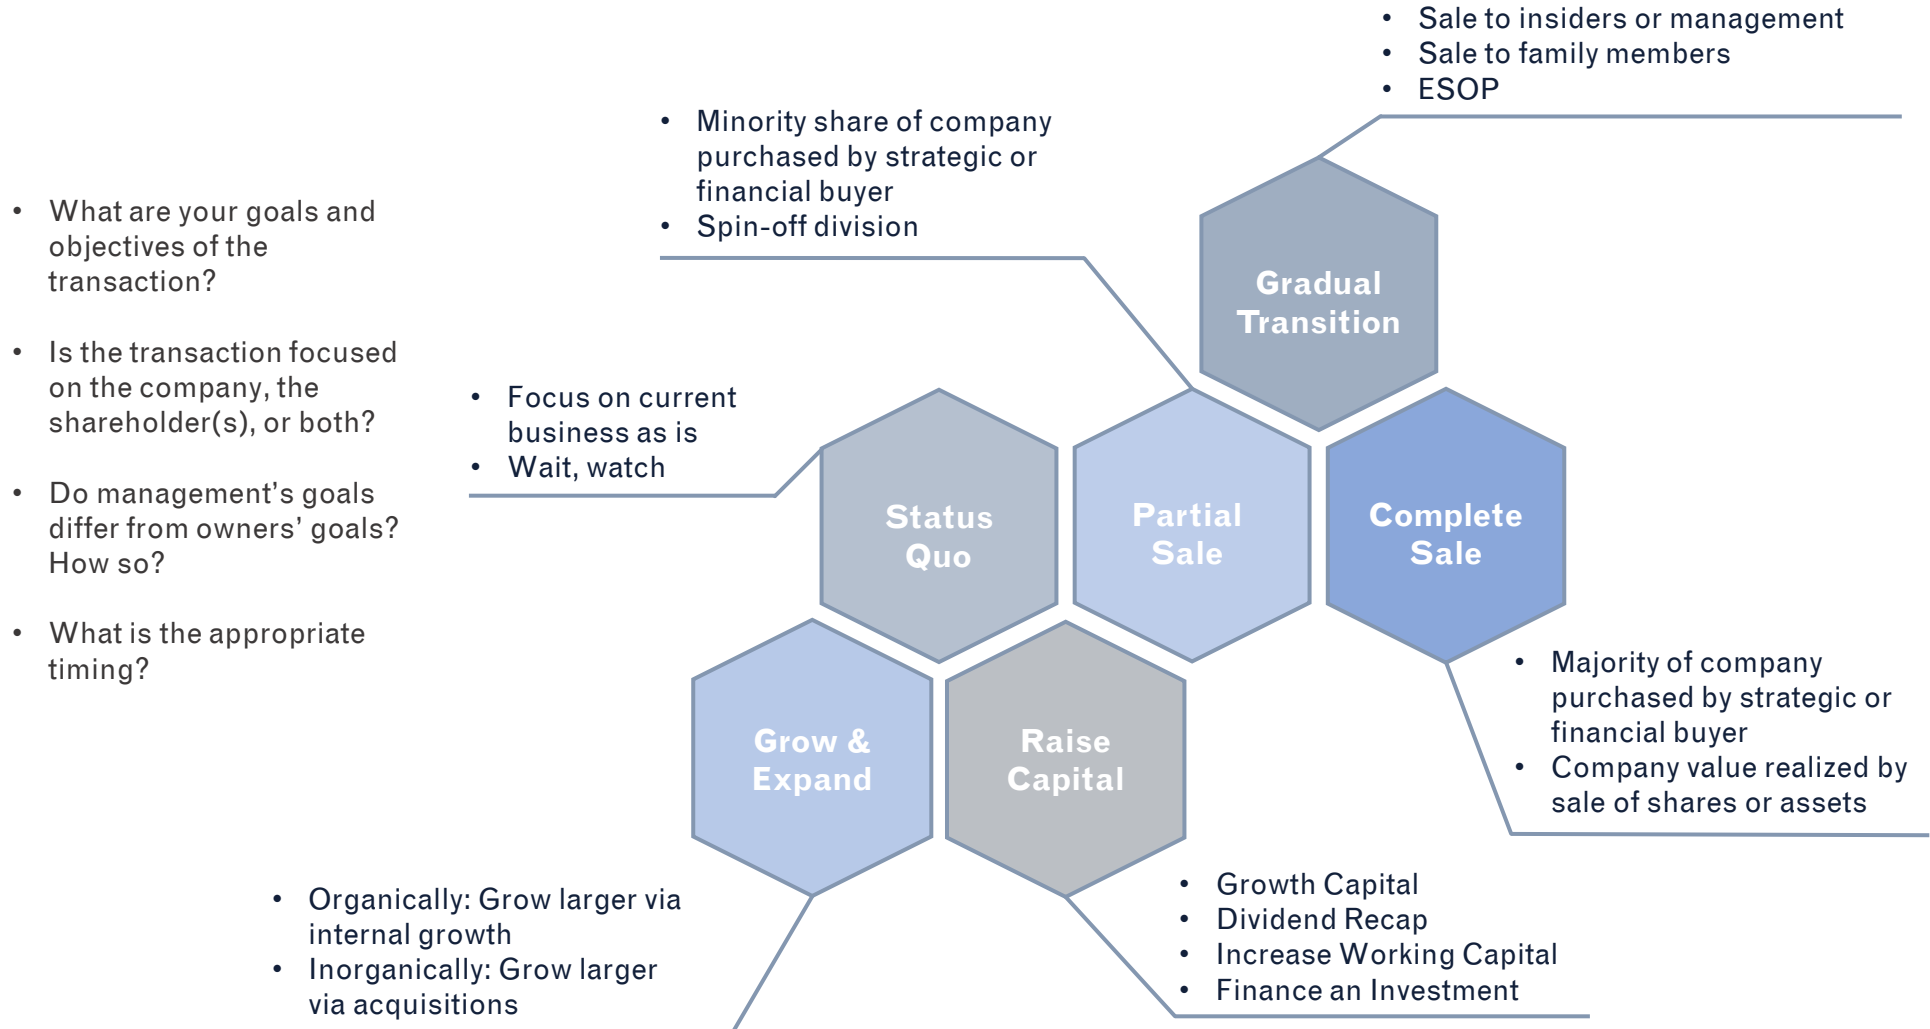 • What are your goals and
objectives of the
transaction?
• Is the transaction focused
on the company, the
shareholder(s), or both?
• Do management’s goals
differ from owners’ goals?
How so?
• What is the appropriate
timing?
• Sale to insiders or management
• Sale to family members
• ESOP
Gradual
Transition
• Minority share of company
purchased by strategic or
financial buyer
• Spin-off division
Partial
Sale
• Focus on current
business as is
• Wait, watch
Status
Quo
Complete
Sale
• Majority of company
purchased by strategic or
financial buyer
• Company value realized by
sale of shares or assets
Grow &
Expand
• Organically: Grow larger via
internal growth
• Inorganically: Grow larger
via acquisitions
Raise
Capital
• Growth Capital
• Dividend Recap
• Increase Working Capital
• Finance an Investment